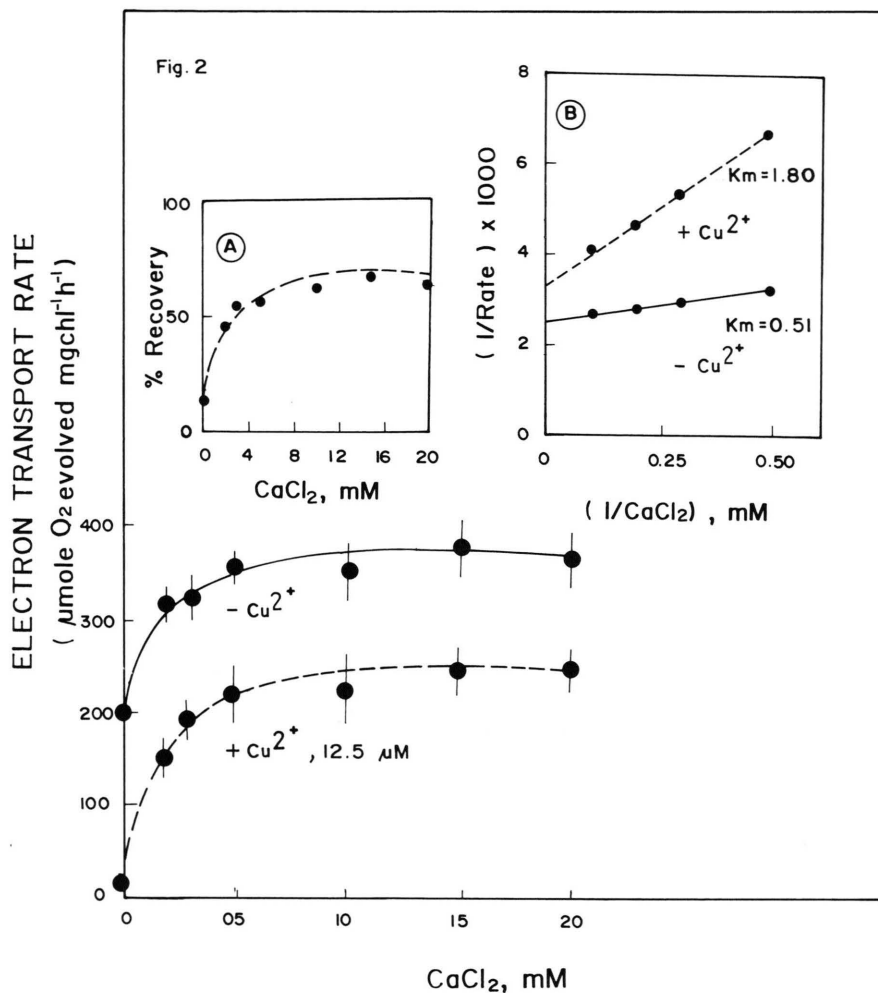 Fig. 2
A
% Recovery
100
50
0
0 4 8 12 16 20
CaCl₂, mM
B
(1/Rate) x 1000
8
6
4
2
0
Km=1.80
+ Cu²⁺
Km=0.51
- Cu²⁺
0 0.25 0.50
(1/CaCl₂), mM
ELECTRON TRANSPORT RATE
(μmole O₂ evolved mgchl⁻¹h⁻¹)
400
300
200
100
0
- Cu²⁺
+ Cu²⁺, 12.5 μM
0 05 10 15 20
CaCl₂, mM